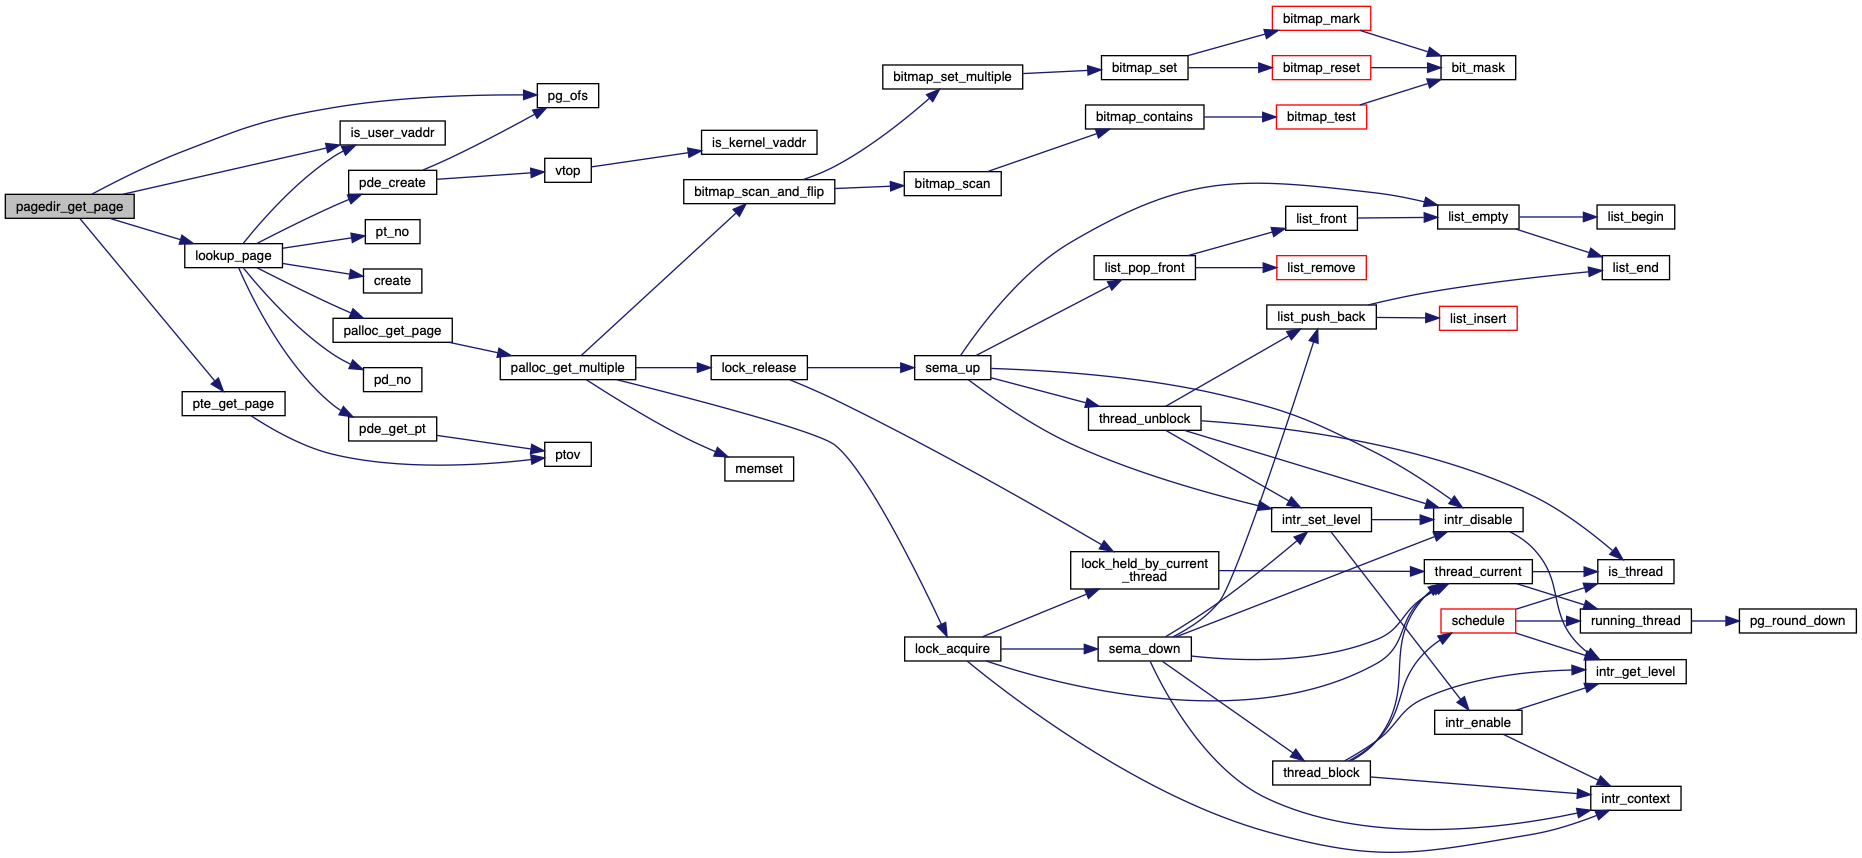 bitmap_mark
bitmap_set_multiple
bitmap_set
bitmap_reset
bit_mask
pg_ofs
bitmap_contains
bitmap_test
is_user_vaddr
is_kernel_vaddr
pde_create
vtop
bitmap_scan_and_flip
bitmap_scan
pagedir_get_page
list_front
list_empty
list_begin
pt_no
lookup_page
list_pop_front
list_remove
list_end
create
palloc_get_page
list_push_back
list_insert
palloc_get_multiple
lock_release
sema_up
pd_no
pte_get_page
thread_unblock
pde_get_pt
ptov
memset
intr_set_level
intr_disable
lock_held_by_current
_thread
thread_current
is_thread
schedule
running_thread
pg_round_down
lock_acquire
sema_down
intr_get_level
intr_enable
thread_block
intr_context